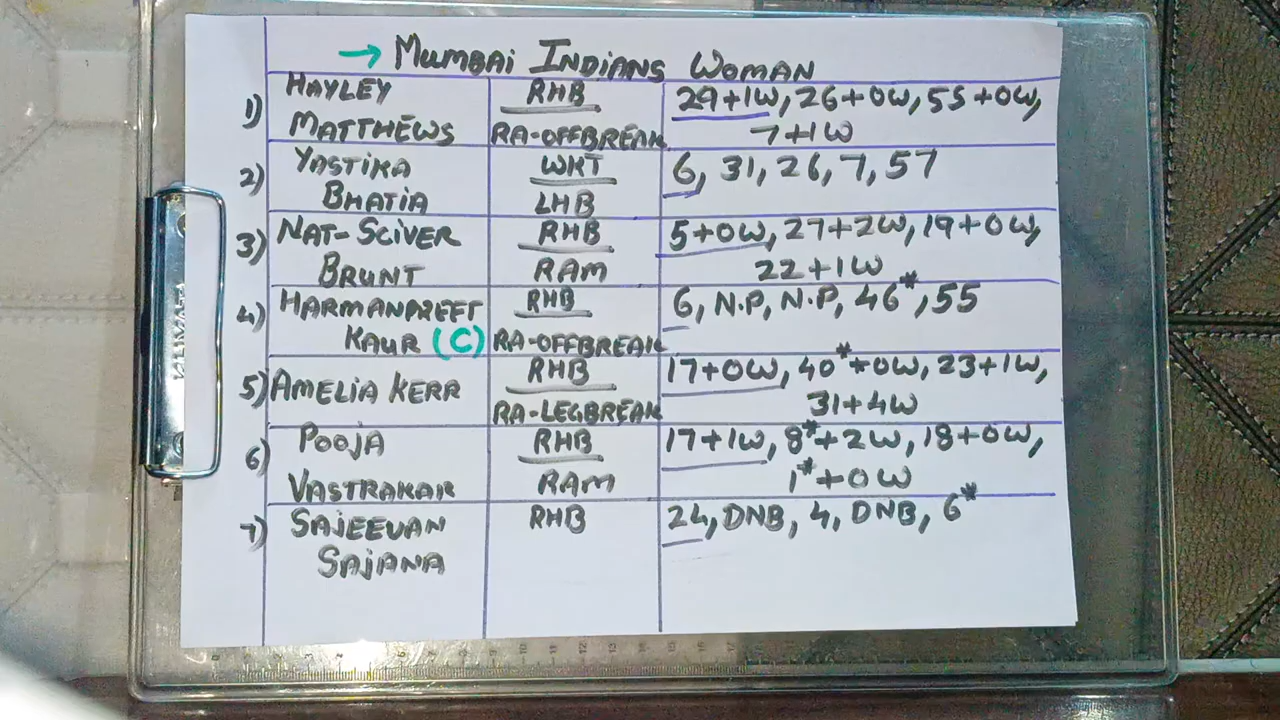 → MUMBAI INDIANS WOMAN
1) HAYLEY MATTHEWS RHB RA-OFFBREAK 29+1W, 26+0W, 55+0W, 7+1W
2) YASTIKA BHATIA WKT LHB 6, 31, 26, 7, 57
3) NAT-SCIVER BRUNT RHB RAM 5+0W, 27+2W, 19+0W, 22+1W
4) HARMANPREET KAUR (C) RHB RA-OFFBREAK 6, N.P, N.P, 46*, 55
5) AMELIA KERR RHB RA-LEGBREAK 17+0W, 40*+0W, 23+1W, 31+4W
6) POOJA VASTRAKAR RHB RAM 17+1W, 8*+2W, 18+0W, 1*+0W
7) SAJEEVAN SAJANA RHB 24, DNB, 4, DNB, 6*